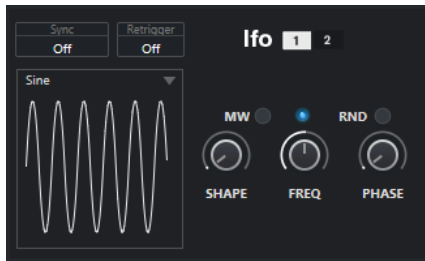 Sync
Off
Retrigger
Off
lfo 1 2
Sine
MW
RND
SHAPE
FREQ
PHASE